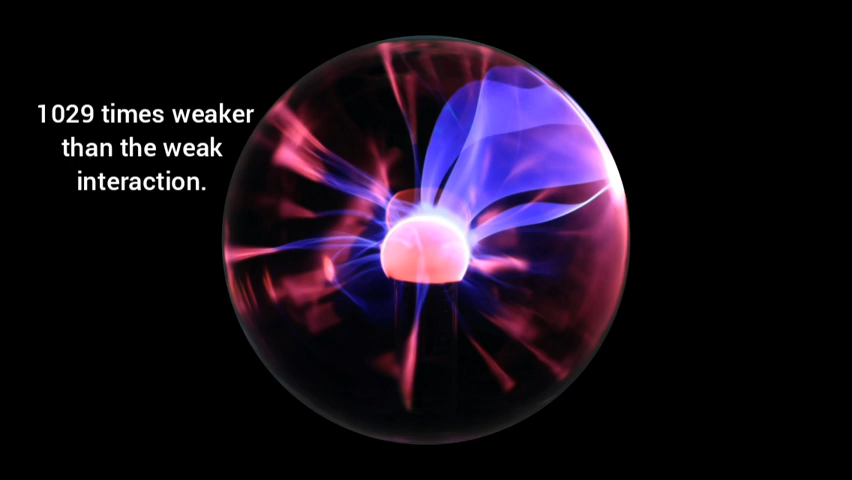 1029 times weaker
than the weak
interaction.